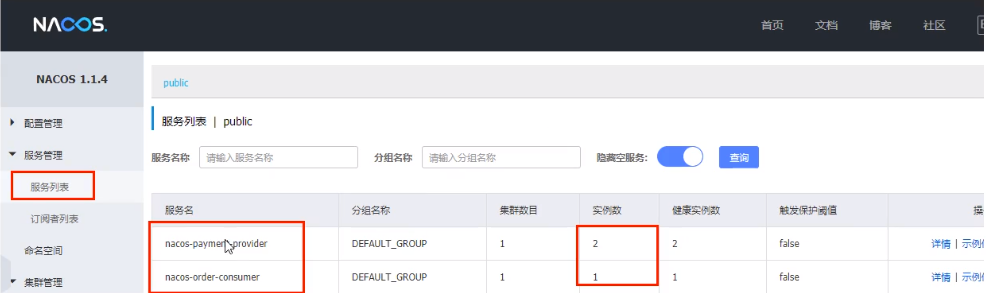 NACOS.
首页 文档 博客 社区
NACOS 1.1.4
public
配置管理
服务列表 | public
服务管理
服务名称 请输入服务名称 分组名称 请输入分组名称 隐藏空服务: 查询
服务列表
服务名 分组名称 集群数目 实例数 健康实例数 触发保护阈值
订阅者列表
nacos-payment-provider DEFAULT_GROUP 1 2 2 false 详情 | 示例
命名空间
nacos-order-consumer DEFAULT_GROUP 1 1 1 false 详情 | 示例
集群管理